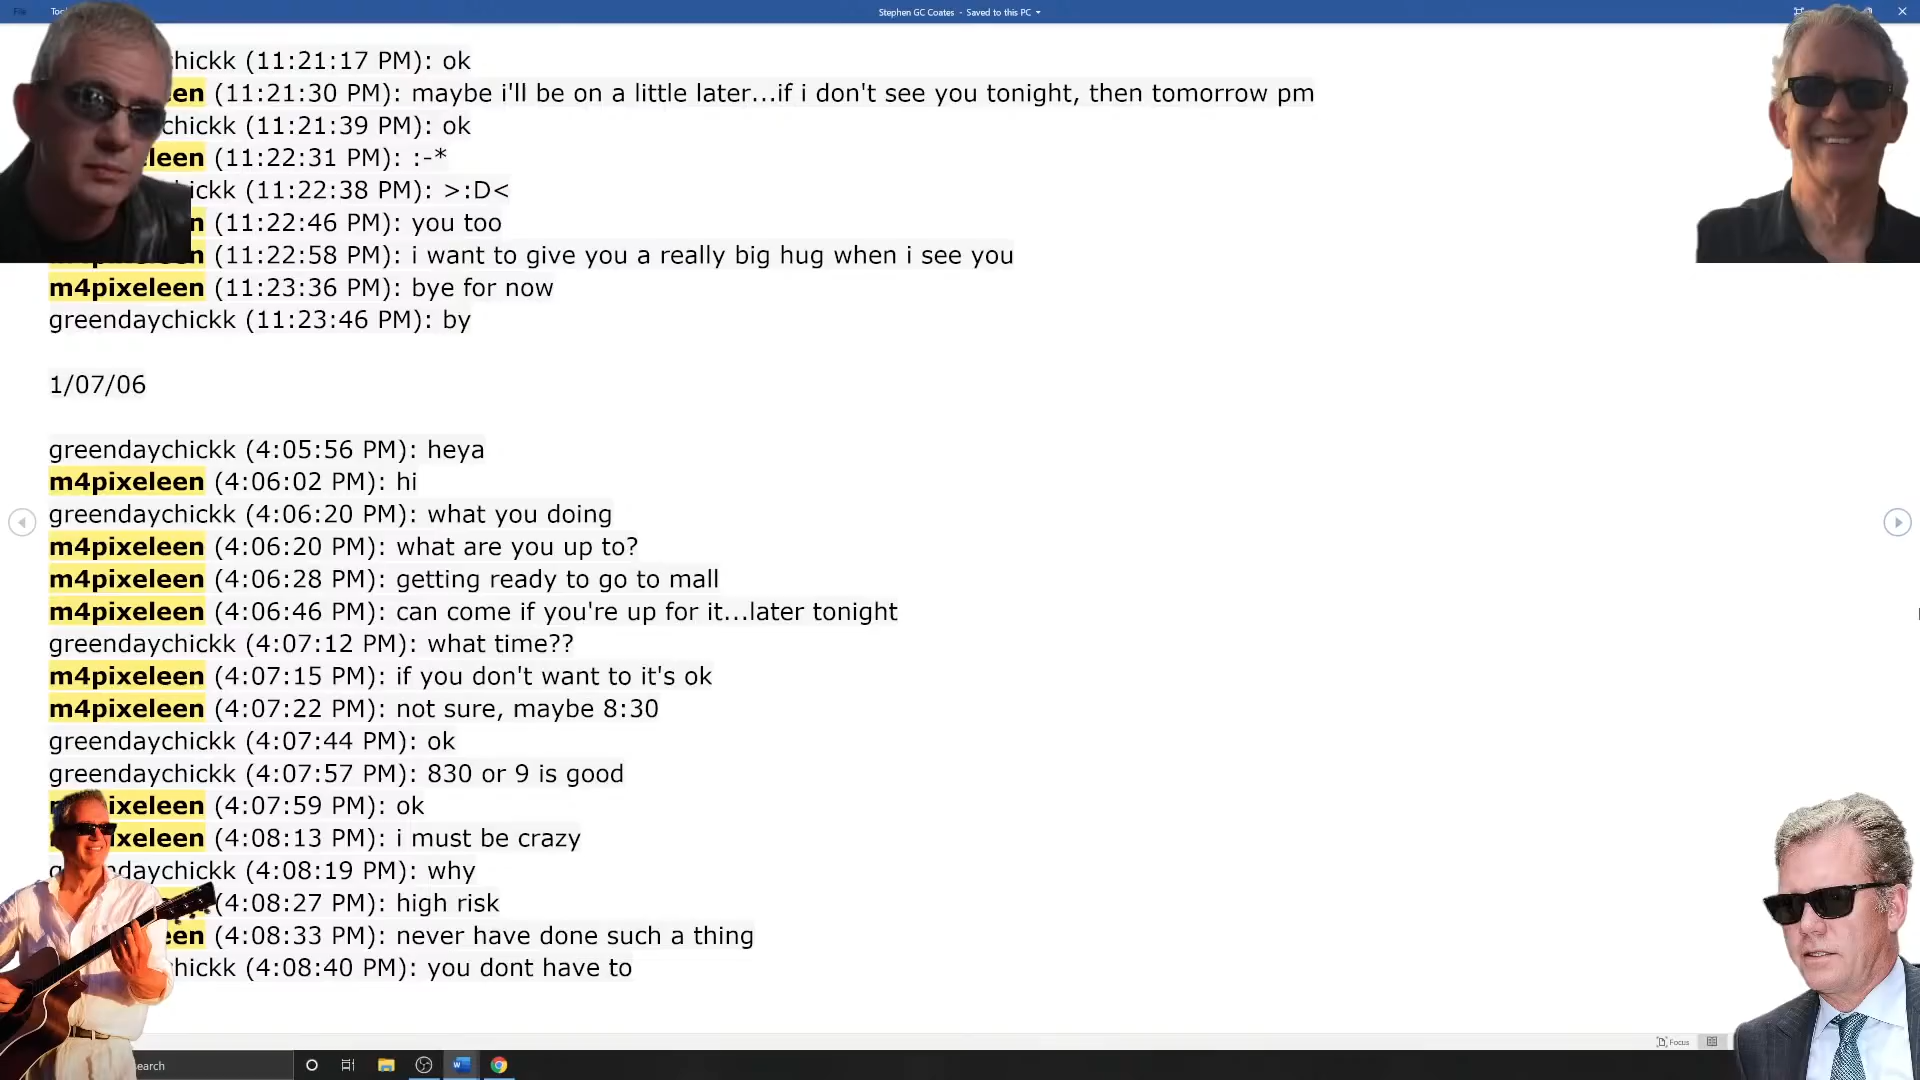 File
Stephen GC Coates - Saved to this PC
hickk (11:21:17 PM): ok
een (11:21:30 PM): maybe i'll be on a little later...if i don't see you tonight, then tomorrow pm
chickk (11:21:39 PM): ok
leen (11:22:31 PM): :-*
ickk (11:22:38 PM): >:D<
n (11:22:46 PM): you too
(11:22:58 PM): i want to give you a really big hug when i see you
m4pixeleen (11:23:36 PM): bye for now
greendaychickk (11:23:46 PM): by
1/07/06
greendaychickk (4:05:56 PM): heya
m4pixeleen (4:06:02 PM): hi
greendaychickk (4:06:20 PM): what you doing
m4pixeleen (4:06:20 PM): what are you up to?
m4pixeleen (4:06:28 PM): getting ready to go to mall
m4pixeleen (4:06:46 PM): can come if you're up for it...later tonight
greendaychickk (4:07:12 PM): what time??
m4pixeleen (4:07:15 PM): if you don't want to it's ok
m4pixeleen (4:07:22 PM): not sure, maybe 8:30
greendaychickk (4:07:44 PM): ok
greendaychickk (4:07:57 PM): 830 or 9 is good
ixeleen (4:07:59 PM): ok
ixeleen (4:08:13 PM): i must be crazy
daychickk (4:08:19 PM): why
(4:08:27 PM): high risk
een (4:08:33 PM): never have done such a thing
hickk (4:08:40 PM): you dont have to
Focus
earch